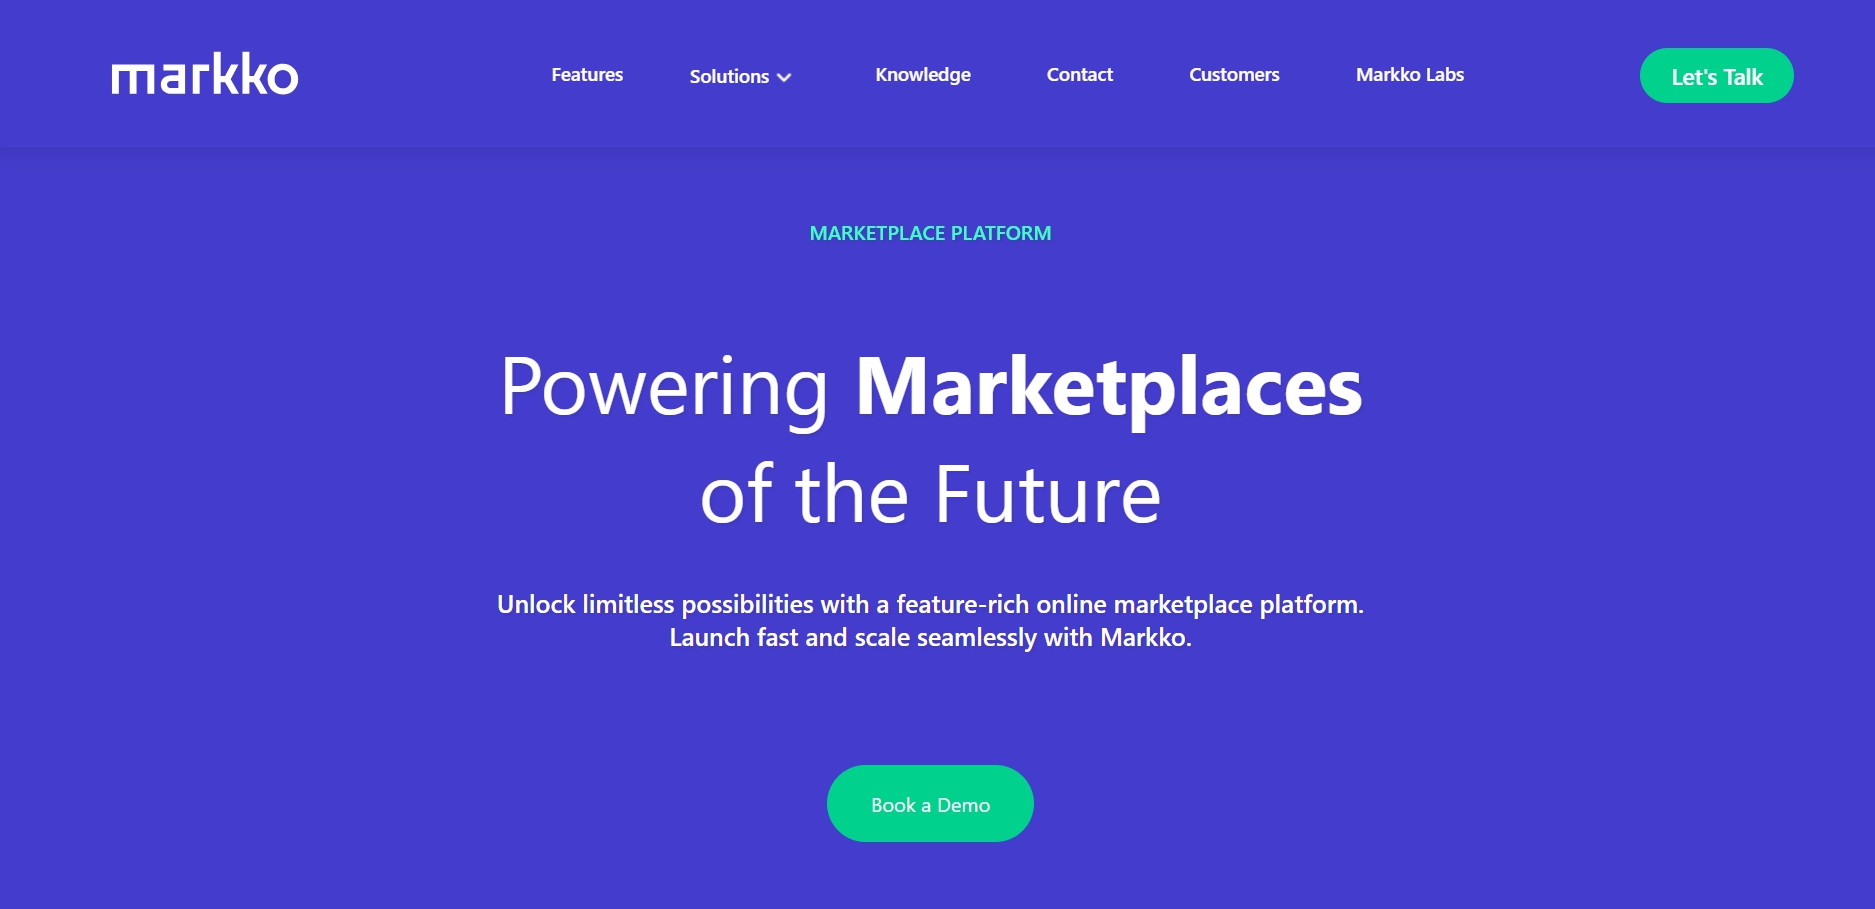 markko
Features
Solutions
Knowledge
Contact
Customers
Markko Labs
Let's Talk
MARKETPLACE PLATFORM
Powering Marketplaces
of the Future
Unlock limitless possibilities with a feature-rich online marketplace platform.
Launch fast and scale seamlessly with Markko.
Book a Demo